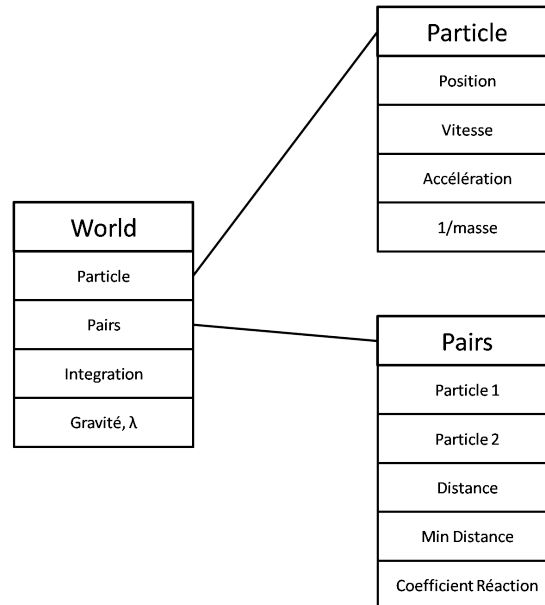 Particle
Position
Vitesse
Accélération
1/masse
World
Particle
Pairs
Integration
Gravité, λ
Pairs
Particle 1
Particle 2
Distance
Min Distance
Coefficient Réaction